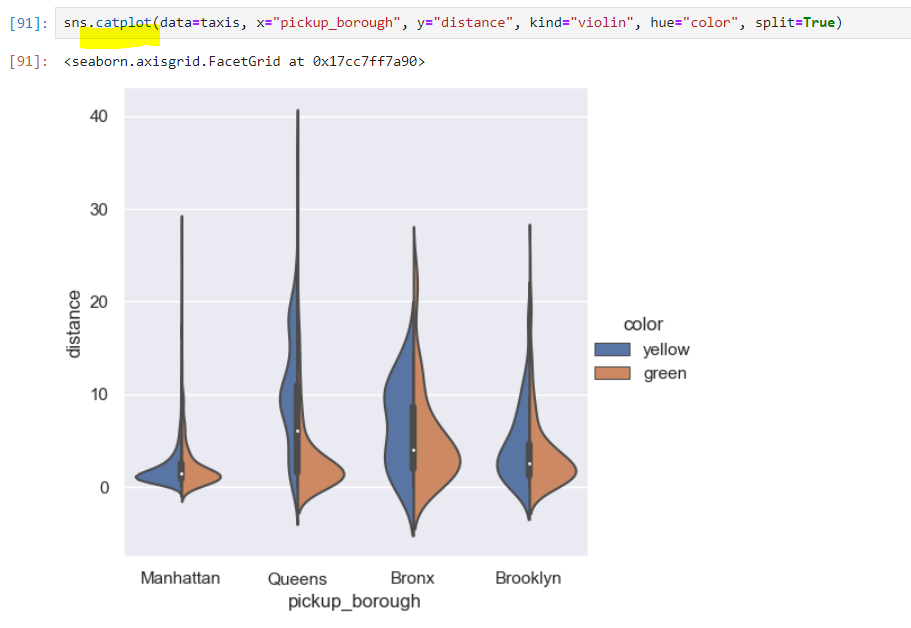 [91]: sns.catplot(data=taxis, x="pickup_borough", y="distance", kind="violin", hue="color", split=True)
[91]: <seaborn.axisgrid.FacetGrid at 0x17cc7ff7a90>
40
30
20
10
0
distance
color
yellow
green
Manhattan Queens Bronx Brooklyn
pickup_borough